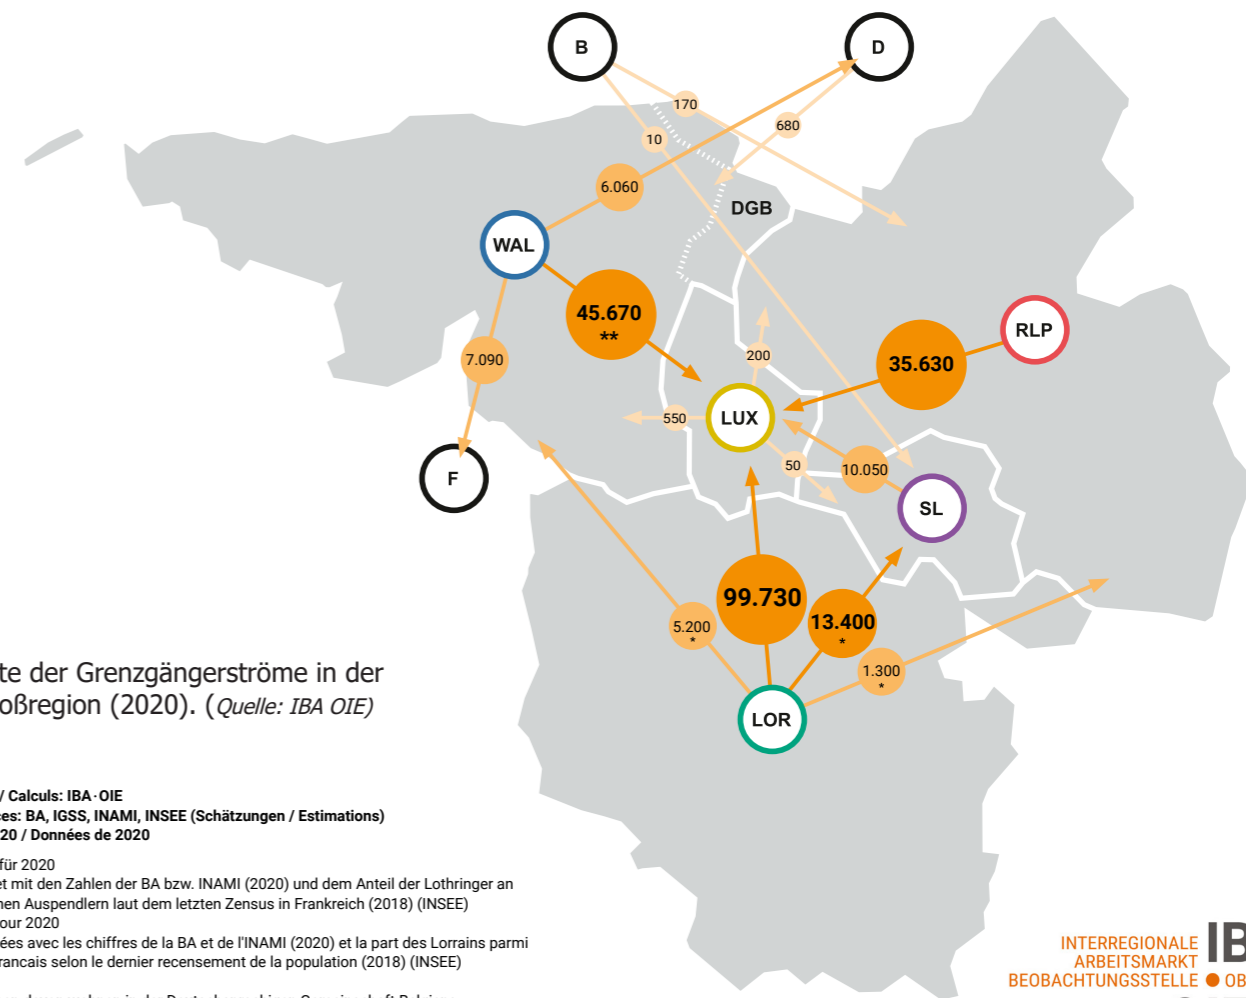 B
D
170
10
680
6.060
DGB
WAL
45.670
**
RLP
7.090
200
35.630
550
LUX
50
10.050
F
SL
99.730
13.400
*
5.200
*
1.300
*
LOR
te der Grenzgängerströme in der
oßregion (2020). (Quelle: IBA OIE)
/ Calculs: IBA·OIE
ces: BA, IGSS, INAMI, INSEE (Schätzungen / Estimations)
20 / Données de 2020
für 2020
et mit den Zahlen der BA bzw. INAMI (2020) und dem Anteil der Lothringer an
nen Auspendlern laut dem letzten Zensus in Frankreich (2018) (INSEE)
our 2020
ées avec les chiffres de la BA et de l'INAMI (2020) et la part des Lorrains parmi
francais selon le dernier recensement de la population (2018) (INSEE)
INTERREGIONALE
ARBEITSMARKT
BEOBACHTUNGSSTELLE
IB
OB